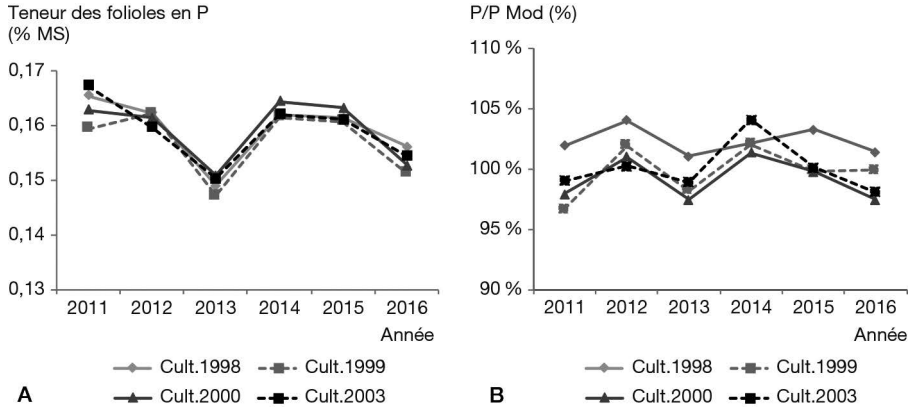 Teneur des folioles en P
(% MS)
0,17
0,16
0,15
0,14
0,13
2011 2012 2013 2014 2015 2016
Année
Cult.1998 Cult.1999
Cult.2000 Cult.2003
A
P/P Mod (%)
110 %
105 %
100 %
95 %
90 %
2011 2012 2013 2014 2015 2016
Année
Cult.1998 Cult.1999
Cult.2000 Cult.2003
B